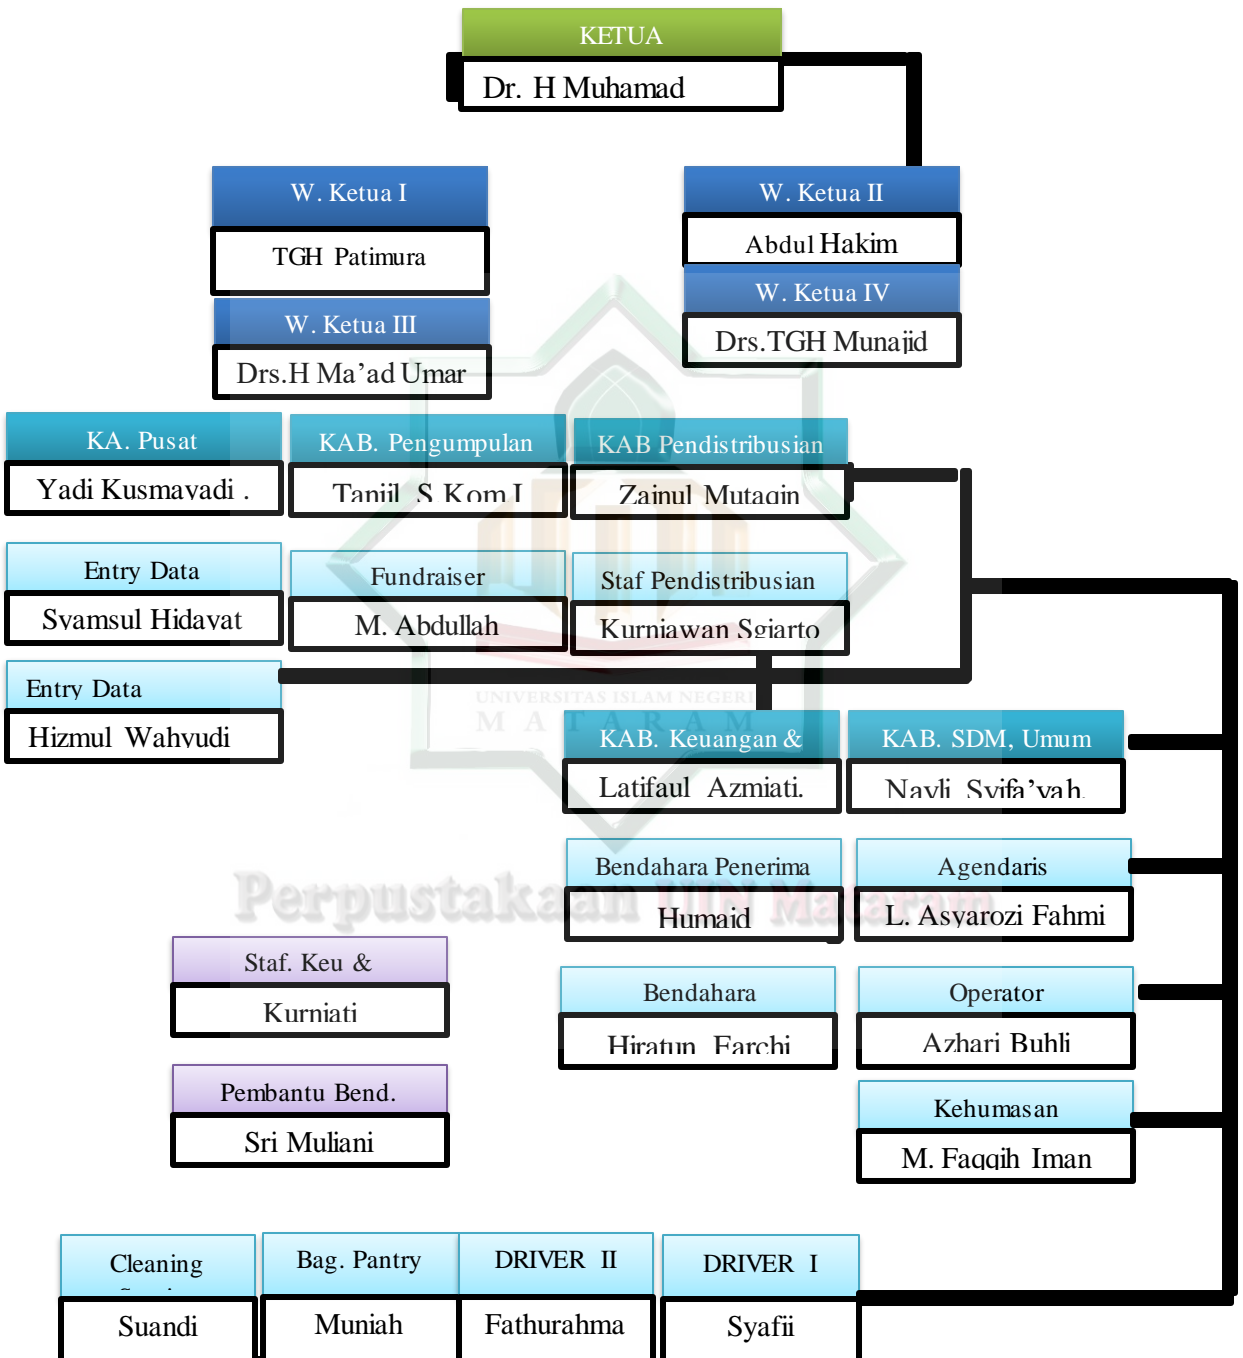 KETUA
Dr. H Muhamad
W. Ketua I
W. Ketua II
TGH Patimura
Abdul Hakim
W. Ketua III
W. Ketua IV
Drs.H Ma’ad Umar
Drs.TGH Munajid
KA. Pusat
KAB. Pengumpulan
KAB Pendistribusian
Yadi Kusmayadi .
Tanjil S.Kom.I
Zainul Mutaqin
Entry Data
Fundraiser
Staf Pendistribusian
Syamsul Hidayat
M. Abdullah
Kurniawan Sgiarto
Entry Data
Hizmul Wahyudi
UNIVERSITAS ISLAM NEGERI
MATARAM
KAB. Keuangan &
KAB. SDM, Umum
Latifaul Azmiati.
Nayli Syifa’yah.
Bendahara Penerima
Agendaris
Perpustakaan UIN Mataram
Humaid
L. Asyarozi Fahmi
Staf. Keu &
Bendahara
Operator
Kurniati
Hiratun Farchi
Azhari Buhli
Pembantu Bend.
Kehumasan
Sri Muliani
M. Faqqih Iman
Cleaning
Bag. Pantry
DRIVER II
DRIVER I
Suandi
Muniah
Fathurahma
Syafii